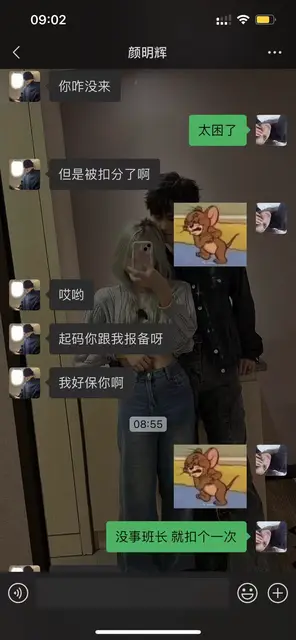 09:02
颜明辉
你咋没来
太困了
但是被扣分了啊
哎哟
起码你跟我报备呀
我好保你啊
08:55
没事班长 就扣个一次